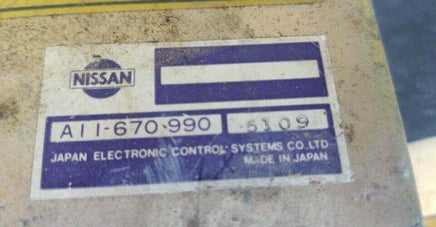 NISSAN
A11-670-990 5109
JAPAN ELECTRONIC CONTROL SYSTEMS CO.LTD
MADE IN JAPAN